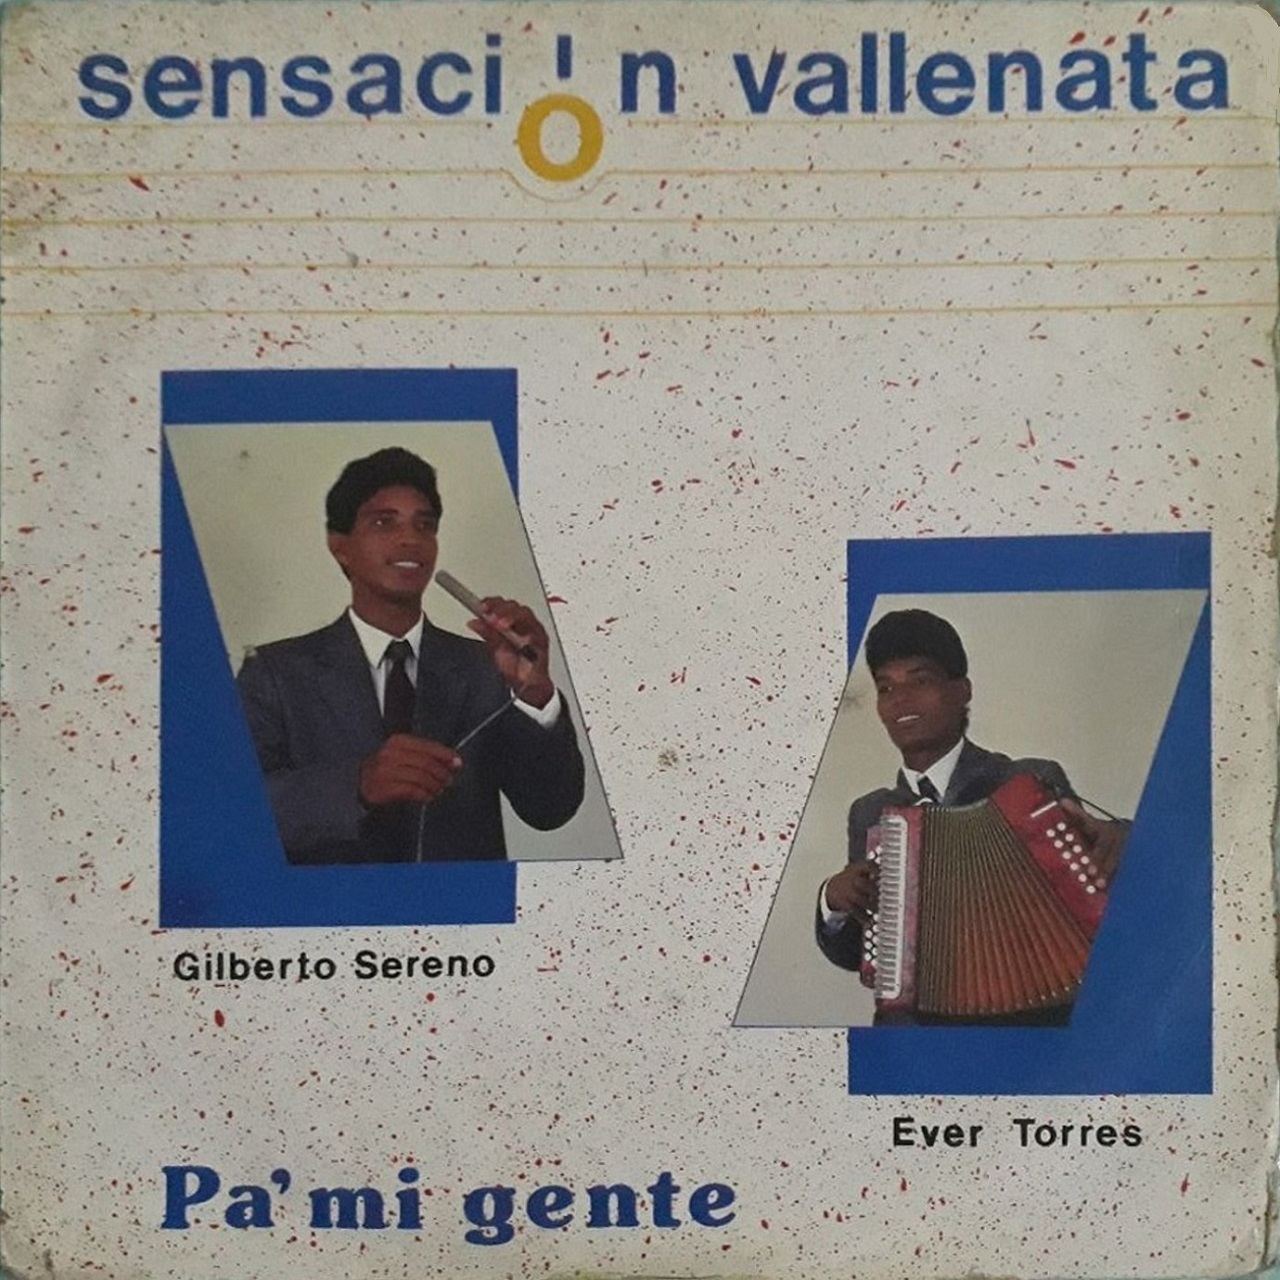 sensación vallenata
Gilberto Sereno
Ever Torres
Pa' mi gente